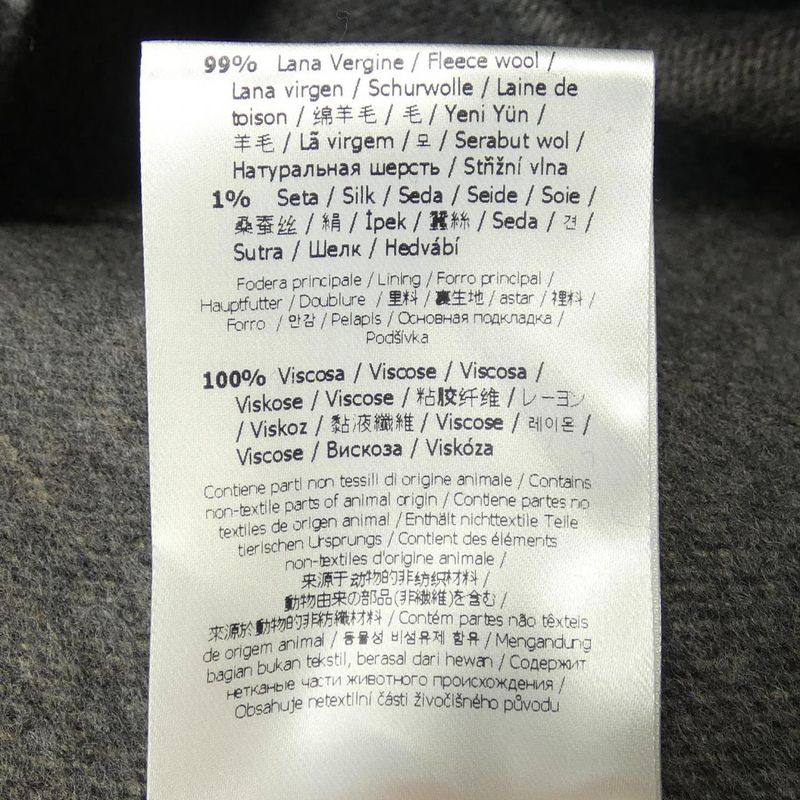 99% Lana Vergine / Fleece wool /
Lana virgen / Schurwolle / Laine de
toison / 绵羊毛 / 毛 / Yeni Yün /
羊毛 / Lã virgem / 모 / Serabut wol /
Натуральная шерсть / Střžní vlna
1% Seta / Silk / Seda / Seide / Soie /
桑蚕丝 / 絹 / İpek / 蠶絲 / Seda / 견 /
Sutra / Шелк / Hedvábí
Fodera principale / Lining / Forro principal /
Hauptfutter / Doublure / 里料 / 裏生地 / astar / 裡料 /
Forro / 안감 / Pelapis / Основная подкладка /
Podšívka
100% Viscosa / Viscose / Viscosa /
Viskose / Viscose / 粘胶纤维 / レーヨン
/ Viskoz / 黏液纖維 / Viscose / 레이온 /
Viscose / Вискоза / Viskóza
Contiene parti non tessili di origine animale / Contains
non-textile parts of animal origin / Contiene partes no
textiles de origen animal / Enthält nichttextile Teile
tierischen Ursprungs / Contient des éléments
non-textiles d'origine animale /
来源于动物的非纺织材料 /
動物由来の部品(非繊維)を含む /
來源於動物的非紡織材料 / Contém partes não têxteis
de origem animal / 동물성 비섬유제 함유 / Mengandung
bagian bukan tekstil, berasal dari hewan / Содержит
нетканые части животного происхождения /
Obsahuje netextilní části živočišného původu